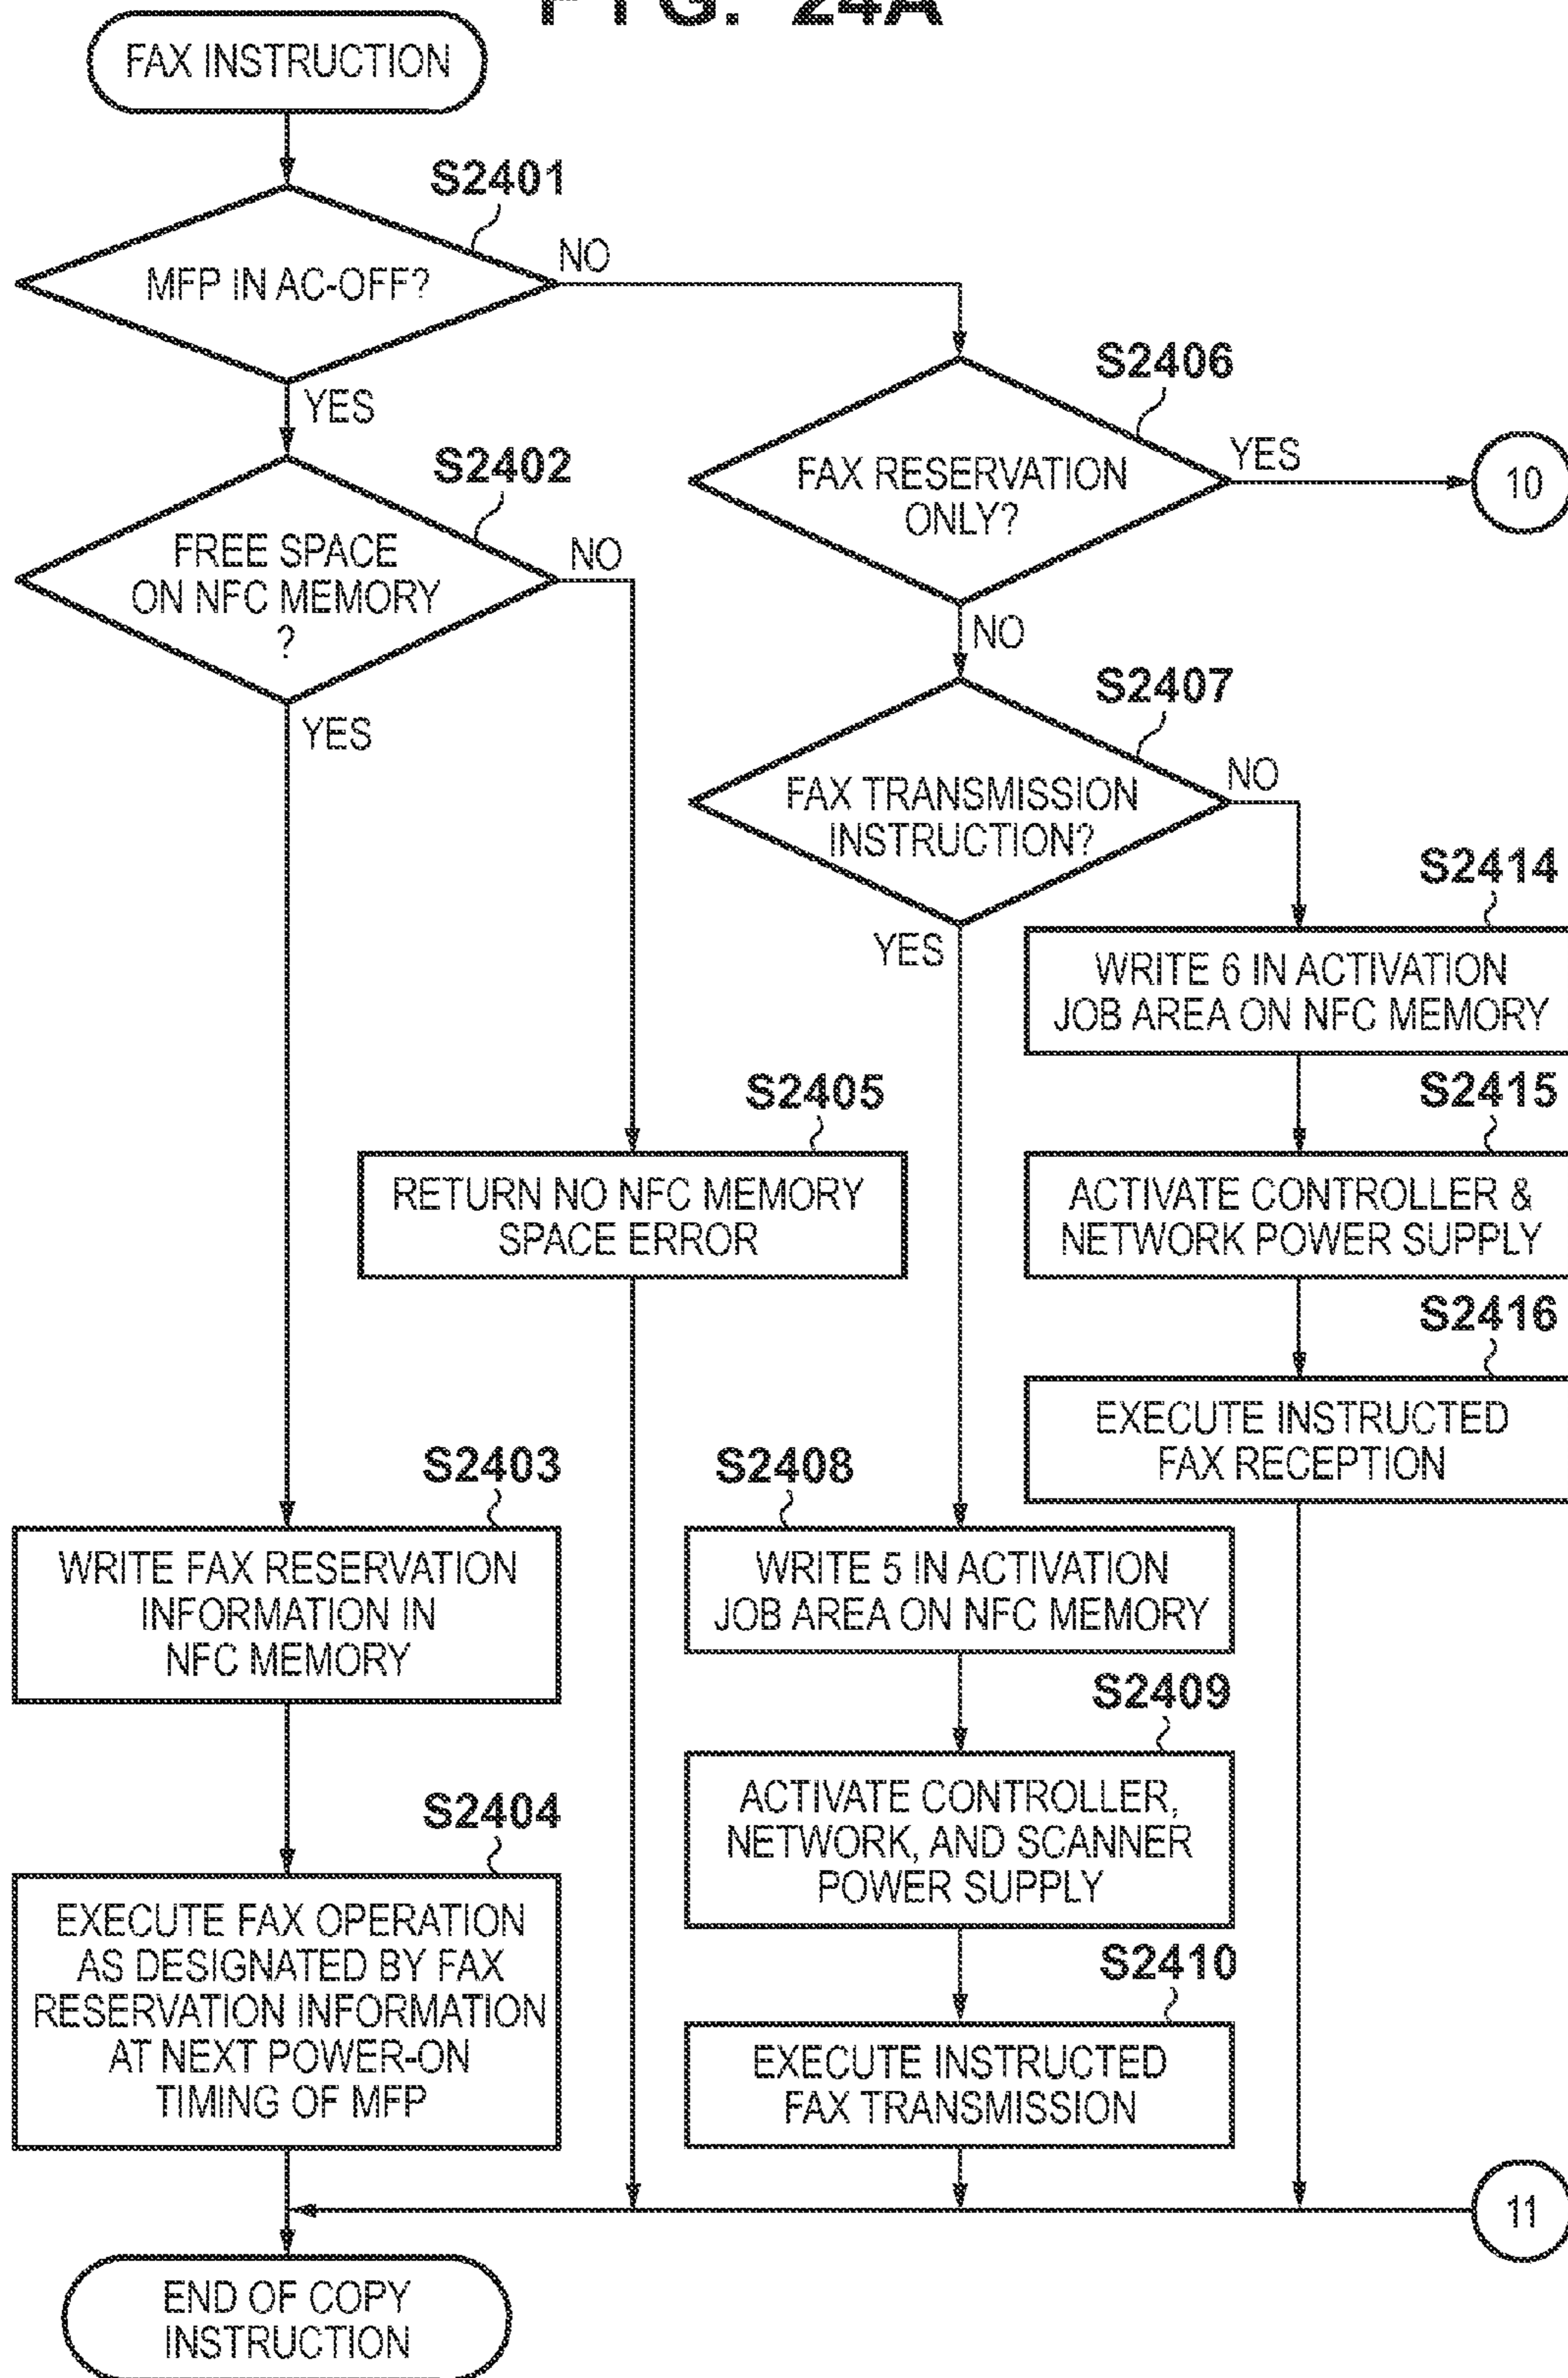 FIG. 24A
FAX INSTRUCTION
S2401
MFP IN AC-OFF?
NO
YES
S2402
FREE SPACE
ON NFC MEMORY
?
NO
YES
S2406
FAX RESERVATION
ONLY?
YES
10
NO
S2407
FAX TRANSMISSION
INSTRUCTION?
NO
YES
S2414
WRITE 6 IN ACTIVATION
JOB AREA ON NFC MEMORY
S2405
RETURN NO NFC MEMORY
SPACE ERROR
S2415
ACTIVATE CONTROLLER &
NETWORK POWER SUPPLY
S2416
EXECUTE INSTRUCTED
FAX RECEPTION
S2403
WRITE FAX RESERVATION
INFORMATION IN
NFC MEMORY
S2408
WRITE 5 IN ACTIVATION
JOB AREA ON NFC MEMORY
S2409
ACTIVATE CONTROLLER,
NETWORK, AND SCANNER
POWER SUPPLY
S2404
EXECUTE FAX OPERATION
AS DESIGNATED BY FAX
RESERVATION INFORMATION
AT NEXT POWER-ON
TIMING OF MFP
S2410
EXECUTE INSTRUCTED
FAX TRANSMISSION
11
END OF COPY
INSTRUCTION